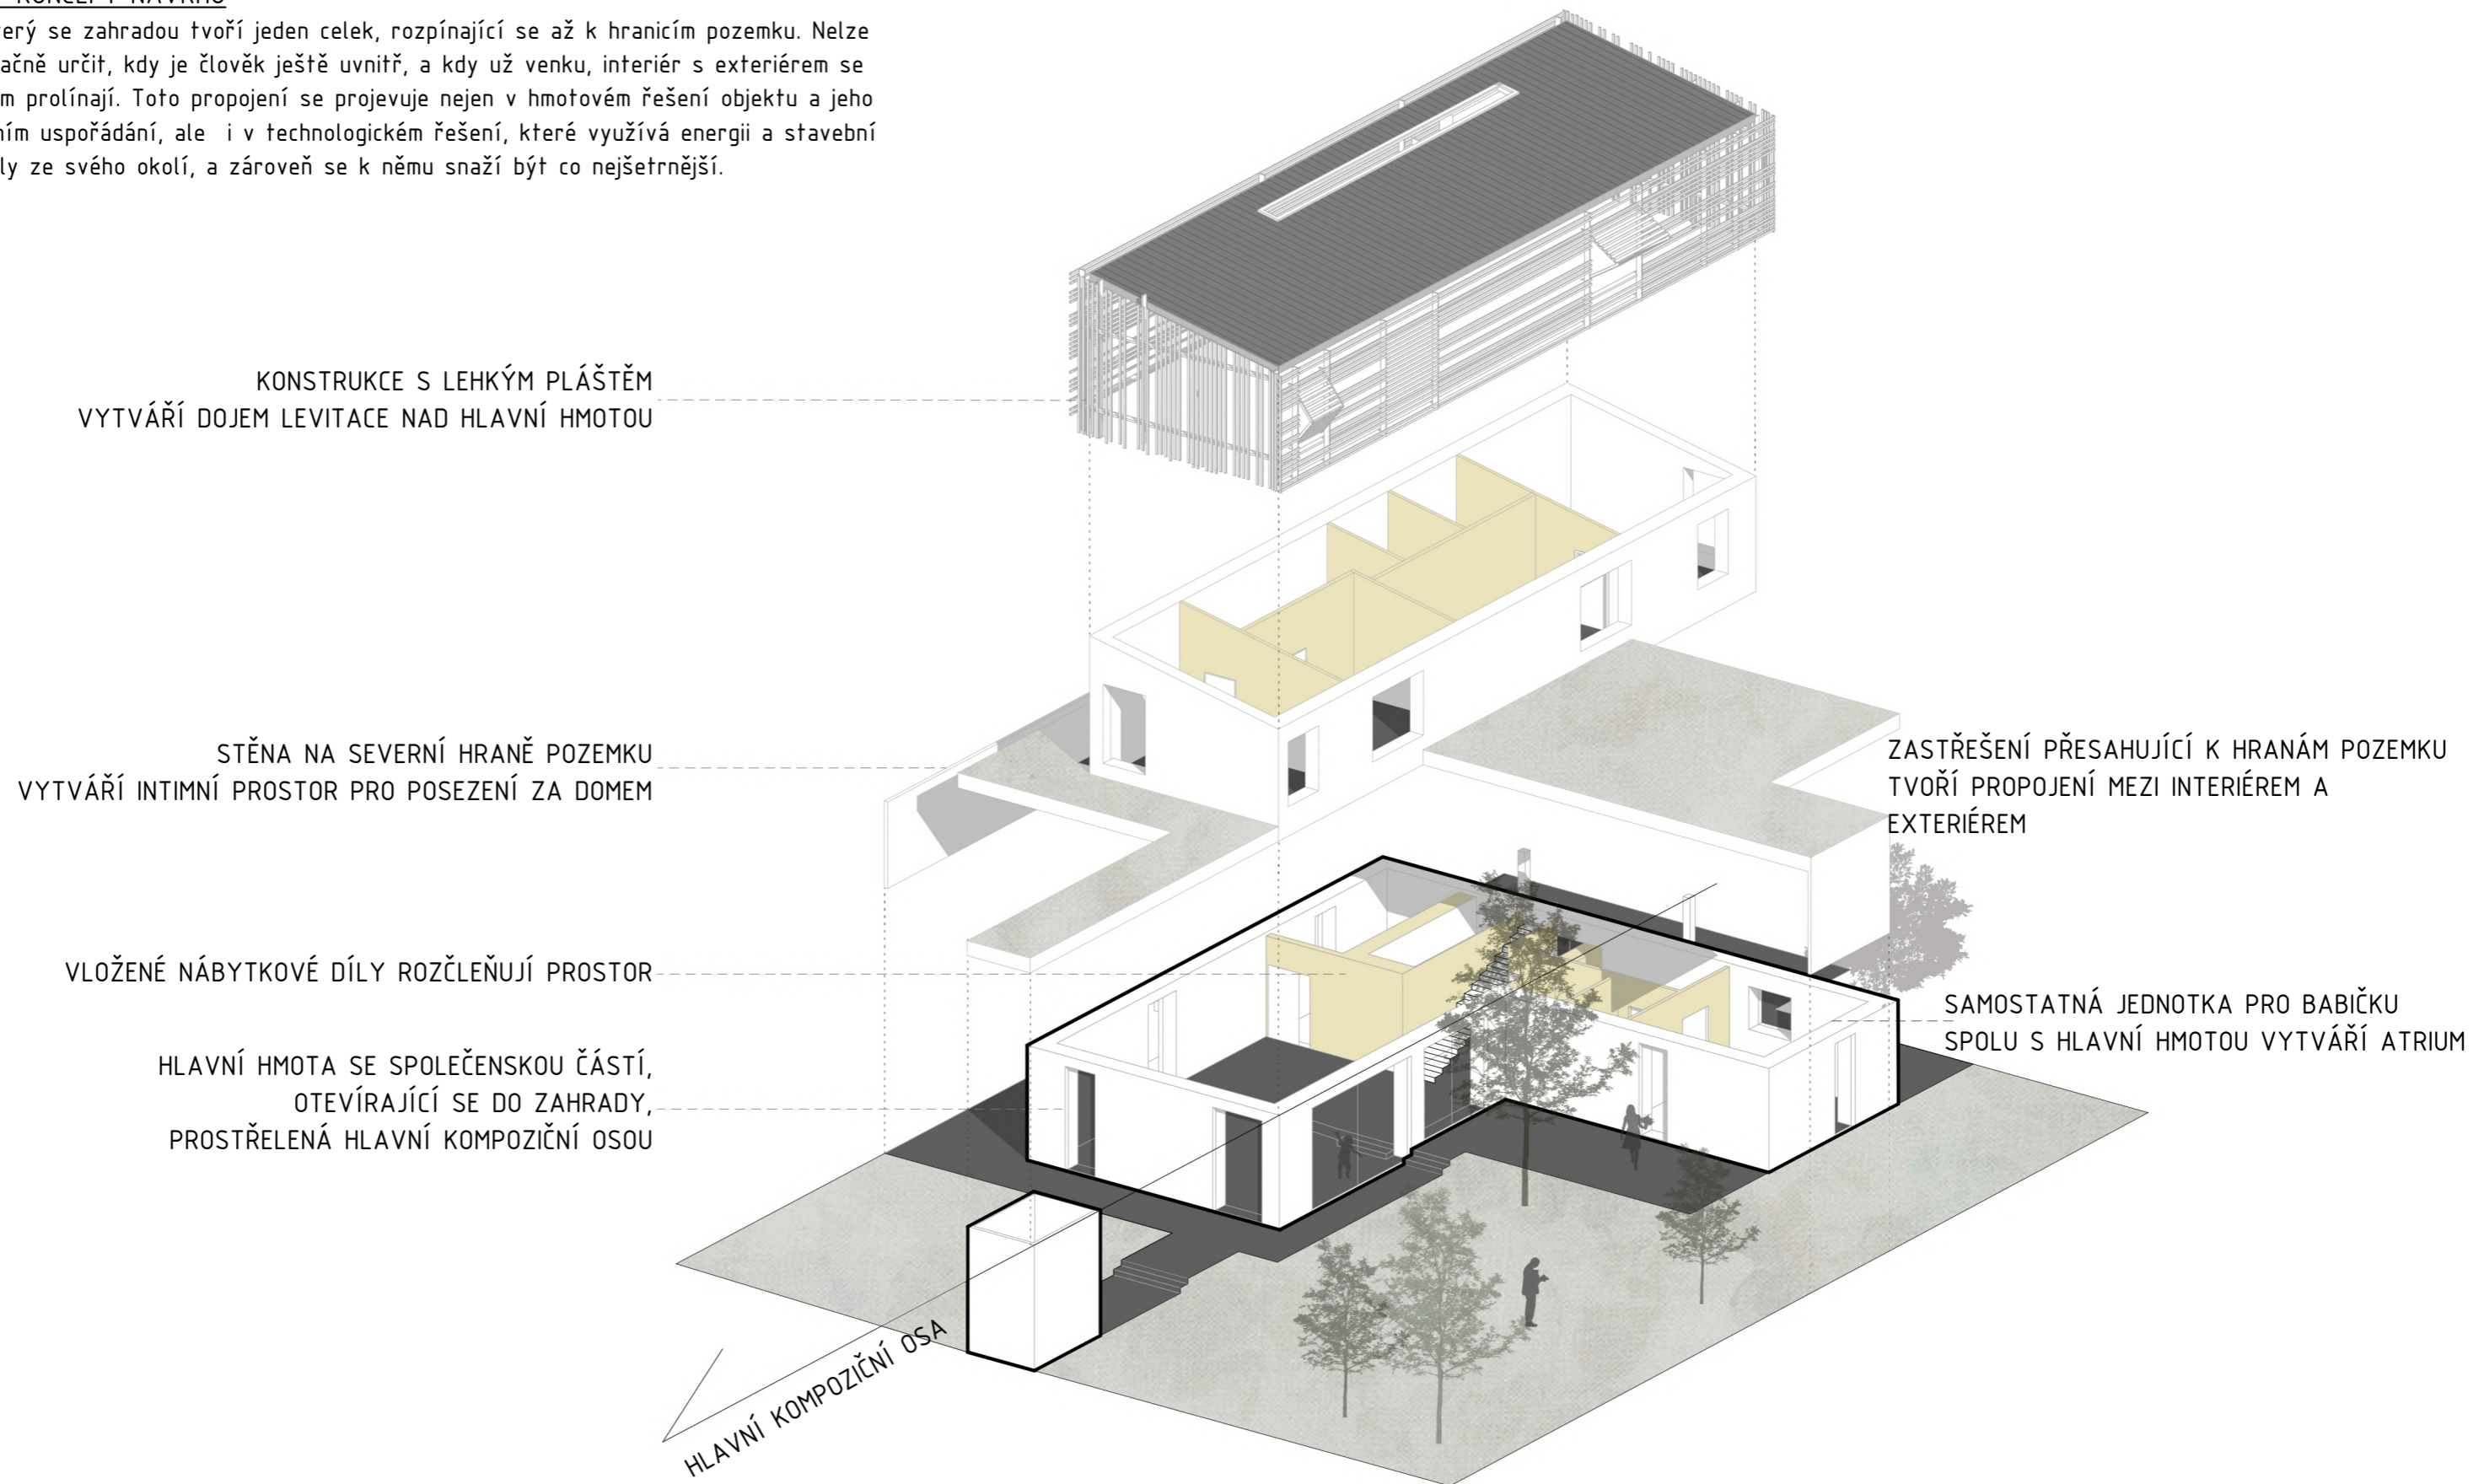 KONCEPT NÁVRHU
se zahradou tvoří jeden celek, rozpínající se až k hranicím pozemku. Nelze
určit, kdy je člověk ještě uvnitř, a kdy už venku, interiér s exteriérem se
prolínají. Toto propojení se projevuje nejen v hmotovém řešení objektu a jeho
uspořádání, ale i v technologickém řešení, které využívá energii a stavební
ze svého okolí, a zároveň se k němu snaží být co nejšetrnější.
KONSTRUKCE S LEHKÝM PLÁŠTĚM
VYTVÁŘÍ DOJEM LEVITACE NAD HLAVNÍ HMOTOU
STĚNA NA SEVERNÍ HRANĚ POZEMKU
VYTVÁŘÍ INTIMNÍ PROSTOR PRO POSEZENÍ ZA DOMEM
ZASTŘEŠENÍ PŘESAHUJÍCÍ K HRANÁM POZEMKU
TVOŘÍ PROPOJENÍ MEZI INTERIÉREM A
EXTERIÉREM
VLOŽENÉ NÁBYTKOVÉ DÍLY ROZČLEŇUJÍ PROSTOR
SAMOSTATNÁ JEDNOTKA PRO BABIČKU
SPOLU S HLAVNÍ HMOTOU VYTVÁŘÍ ATRIUM
HLAVNÍ HMOTA SE SPOLEČENSKOU ČÁSTÍ,
OTEVÍRAJÍCÍ SE DO ZAHRADY,
PROSTŘELENÁ HLAVNÍ KOMPOZIČNÍ OSOU
HLAVNÍ KOMPOZIČNÍ OSA